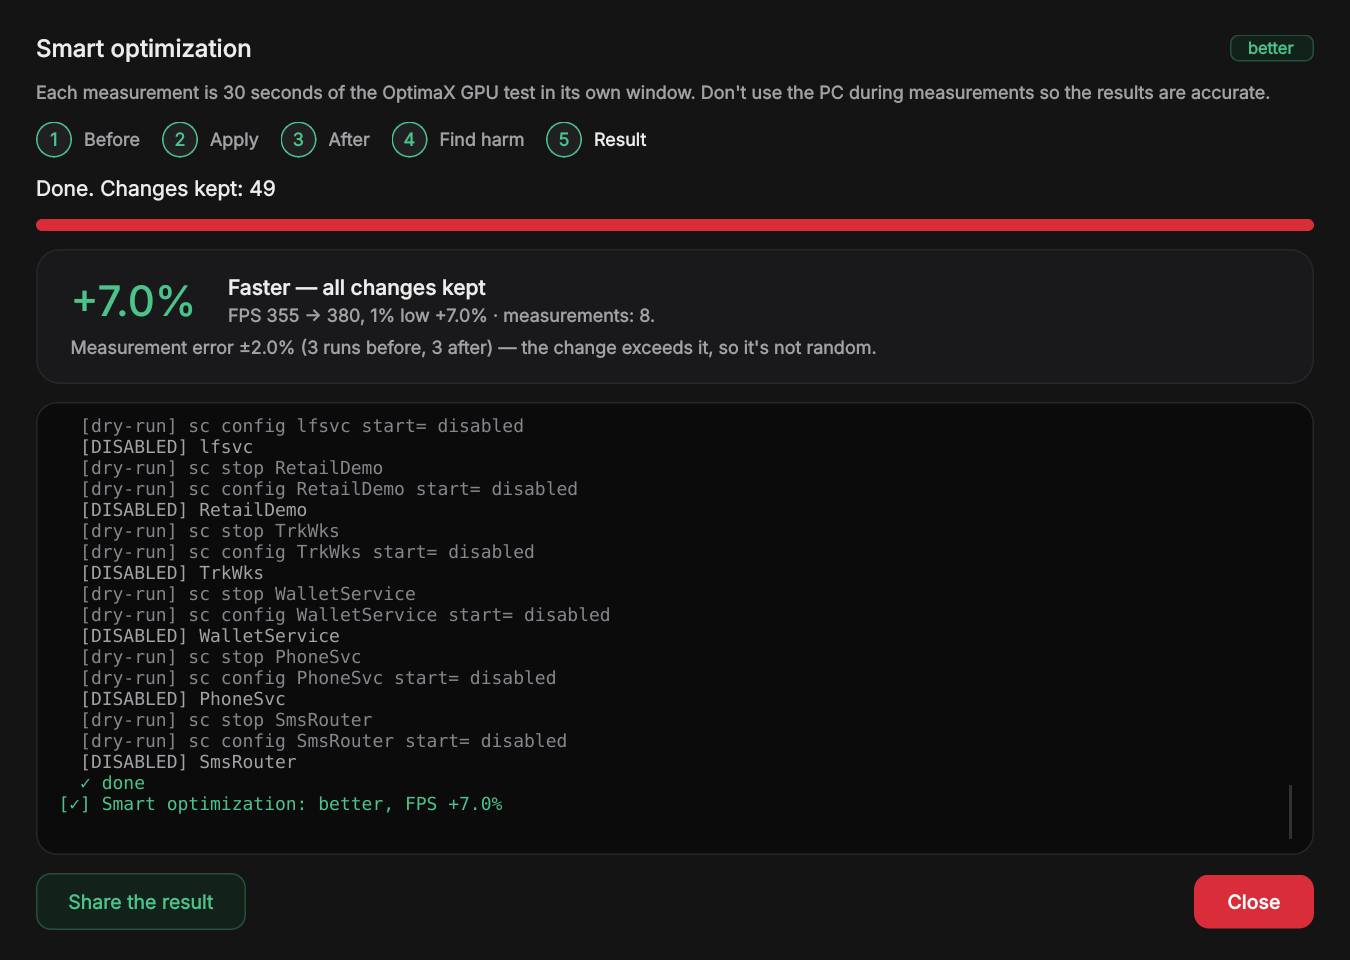 Smart optimization
better
Each measurement is 30 seconds of the OptimaX GPU test in its own window. Don't use the PC during measurements so the results are accurate.
1 Before 2 Apply 3 After 4 Find harm 5 Result
Done. Changes kept: 49
+7.0%
Faster — all changes kept
FPS 355 → 380, 1% low +7.0% · measurements: 8.
Measurement error ±2.0% (3 runs before, 3 after) — the change exceeds it, so it's not random.
[dry-run] sc config lfsvc start= disabled
[DISABLED] lfsvc
[dry-run] sc stop RetailDemo
[dry-run] sc config RetailDemo start= disabled
[DISABLED] RetailDemo
[dry-run] sc stop TrkWks
[dry-run] sc config TrkWks start= disabled
[DISABLED] TrkWks
[dry-run] sc stop WalletService
[dry-run] sc config WalletService start= disabled
[DISABLED] WalletService
[dry-run] sc stop PhoneSvc
[dry-run] sc config PhoneSvc start= disabled
[DISABLED] PhoneSvc
[dry-run] sc stop SmsRouter
[dry-run] sc config SmsRouter start= disabled
[DISABLED] SmsRouter
✓ done
[✓] Smart optimization: better, FPS +7.0%
Share the result
Close